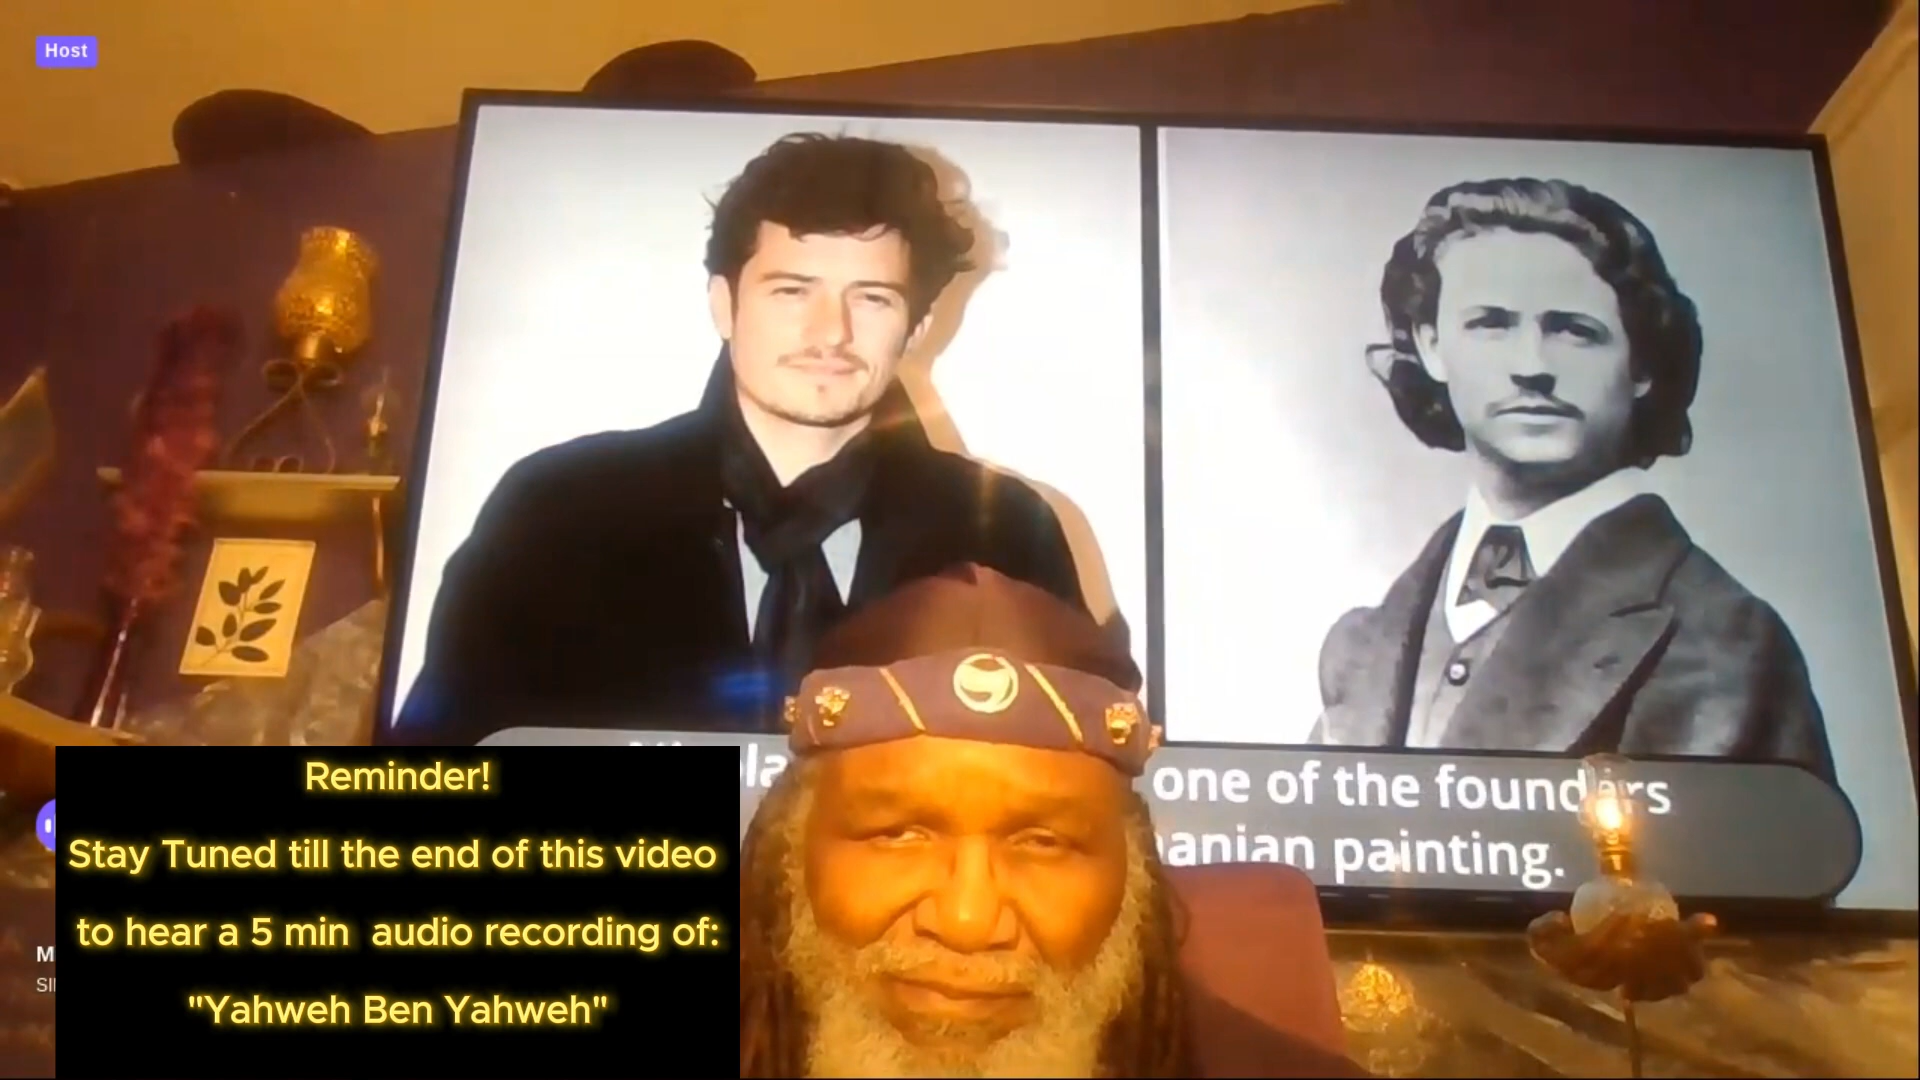 Host
one of the founders
painting.
Reminder!
Stay Tuned till the end of this video
to hear a 5 min audio recording of:
"Yahweh Ben Yahweh"